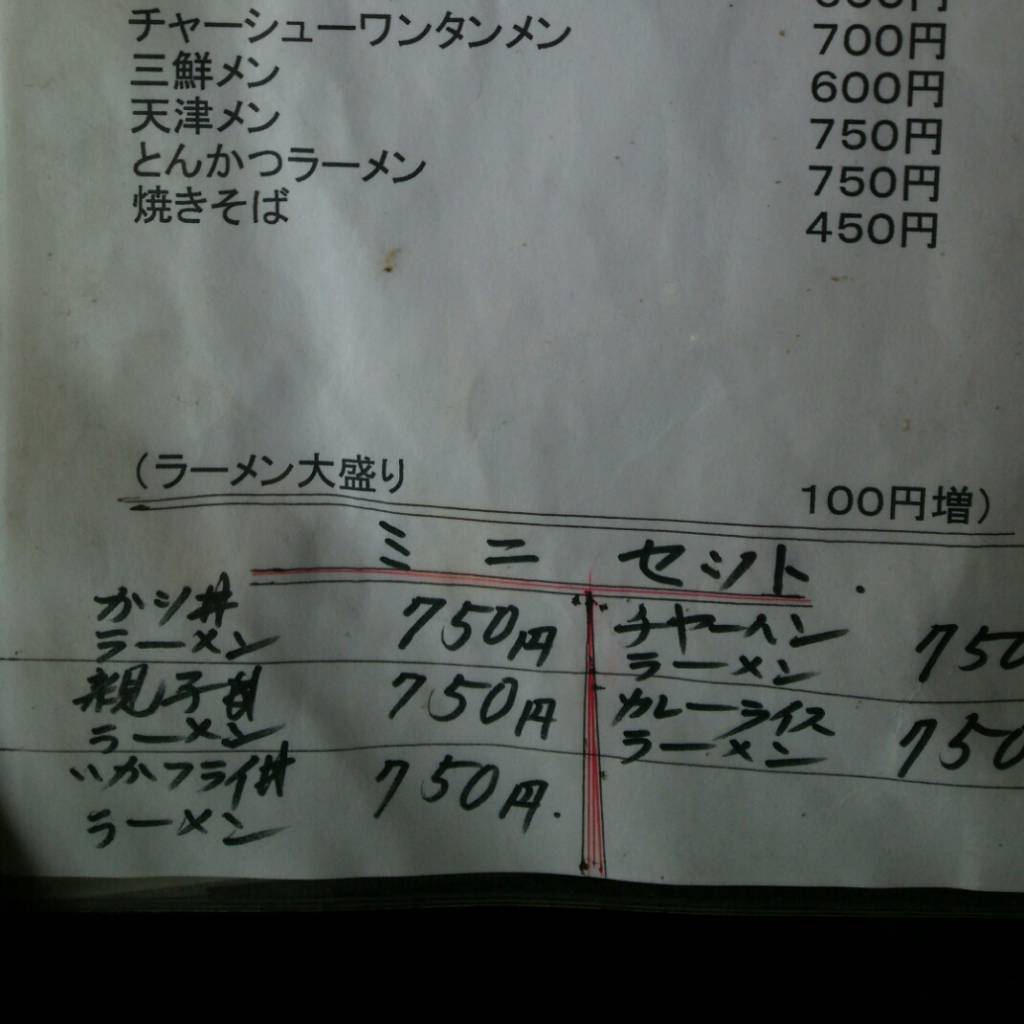 チャーシューワンタンメン 700円
三鮮メン 600円
天津メン 750円
とんかつラーメン 750円
焼きそば 450円
(ラーメン大盛り 100円増)
ミニセット
かツ丼
ラーメン 750円
親子丼
ラーメン 750円
いかフライ丼
ラーメン 750円.
チャーハン
ラーメン 750
カレーライス
ラーメン 750